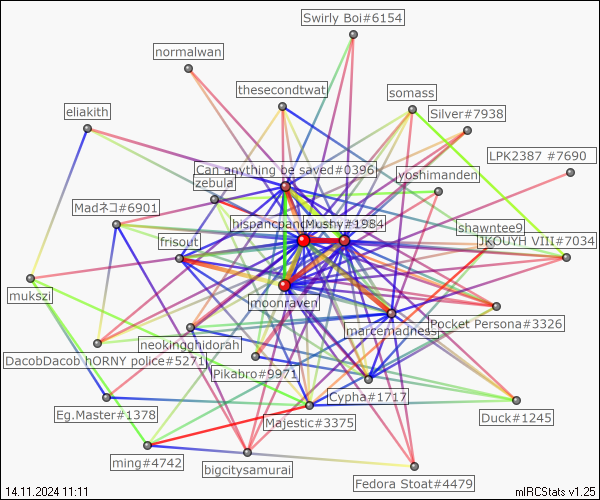 Swirly Boi#6154
normalwan
thesecondtwat
somass
eliakith
Silver#7938
LPK2387 #7690
Can anything be saved#0396
yoshimanden
zebula
Madネコ#6901
Mushy#1984
shawntee9
frisout
JKOUYH VIII#7034
mukszi
moonraven
marcemadness
Pocket Persona#3326
neokingghidorah
DacobDacob hORNY police#5271
Pikabro#9971
Cypha#1717
Eg.Master#1378
Majestic#3375
Duck#1245
ming#4742
bigcitysamurai
Fedora Stoat#4479
14.11.2024 11:11
mIRCStats v1.25